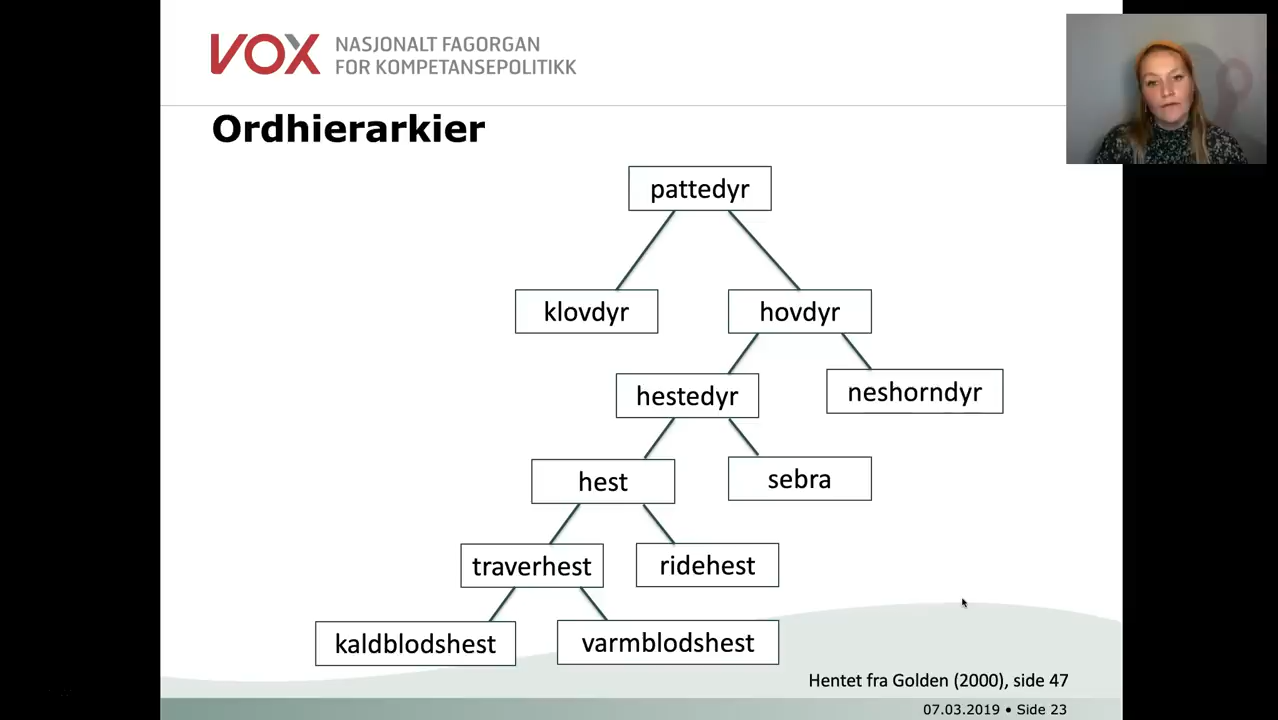 VOX NASJONALT FAGORGAN
FOR KOMPETANSEPOLITIKK
Ordhierarkier
pattedyr
klovdyr
hovdyr
hestedyr
neshorndyr
hest
sebra
traverhest
ridehest
kaldblodshest
varmblodshest
Hentet fra Golden (2000), side 47
07.03.2019 • Side 23